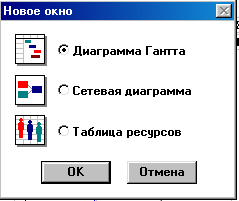 Новое окно
Диаграмма Гантта
Сетевая диаграмма
Таблица ресурсов
OK
Отмена